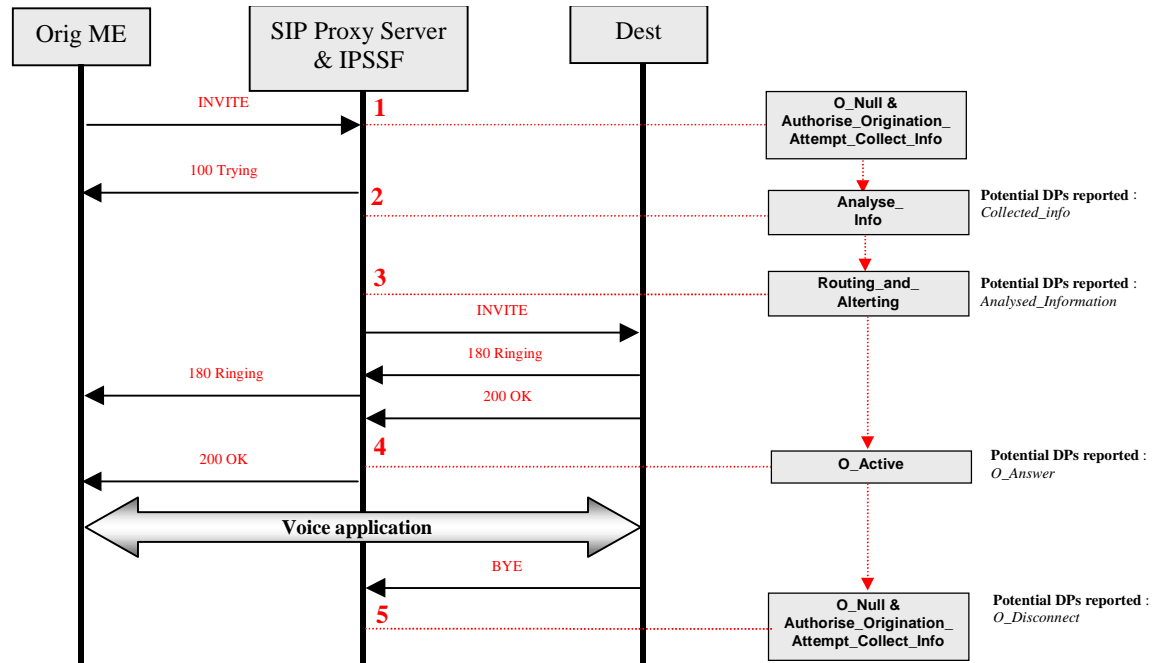 Orig ME
SIP Proxy Server
& IPSSF
Dest
INVITE
1
O_Null &
Authorise_Origination_
Attempt_Collect_Info
100 Trying
2
Analyse_
Info
Potential DPs reported :
Collected_info
3
Routing_and_
Alterting
Potential DPs reported :
Analysed_Information
INVITE
180 Ringing
180 Ringing
200 OK
4
200 OK
O_Active
Potential DPs reported :
O_Answer
Voice application
BYE
5
O_Null &
Authorise_Origination_
Attempt_Collect_Info
Potential DPs reported :
O_Disconnect